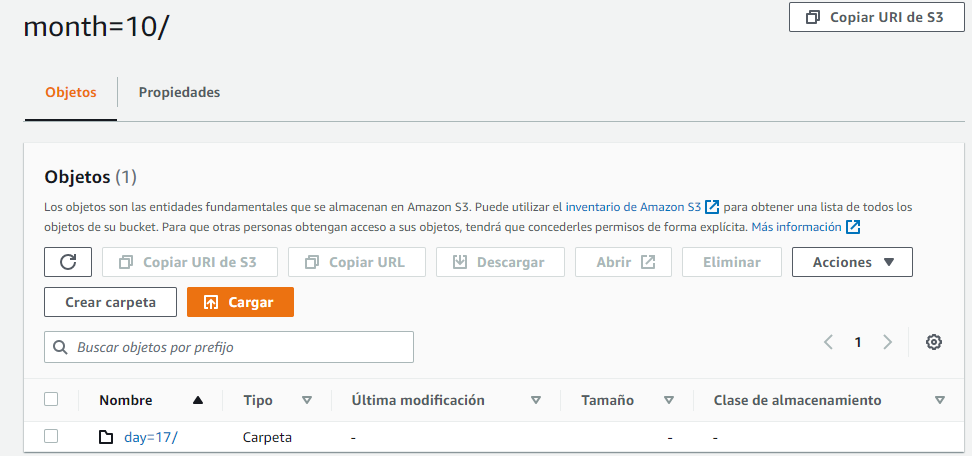 month=10/
Copiar URI de S3
Objetos
Propiedades
Objetos (1)
Los objetos son las entidades fundamentales que se almacenan en Amazon S3. Puede utilizar el inventario de Amazon S3 para obtener una lista de todos los
objetos de su bucket. Para que otras personas obtengan acceso a sus objetos, tendrá que concederles permisos de forma explícita. Más información
Copiar URI de S3
Copiar URL
Descargar
Abrir
Eliminar
Acciones
Crear carpeta
Cargar
Buscar objetos por prefijo
1
Nombre
Tipo
Última modificación
Tamaño
Clase de almacenamiento
day=17/
Carpeta
-
-
-